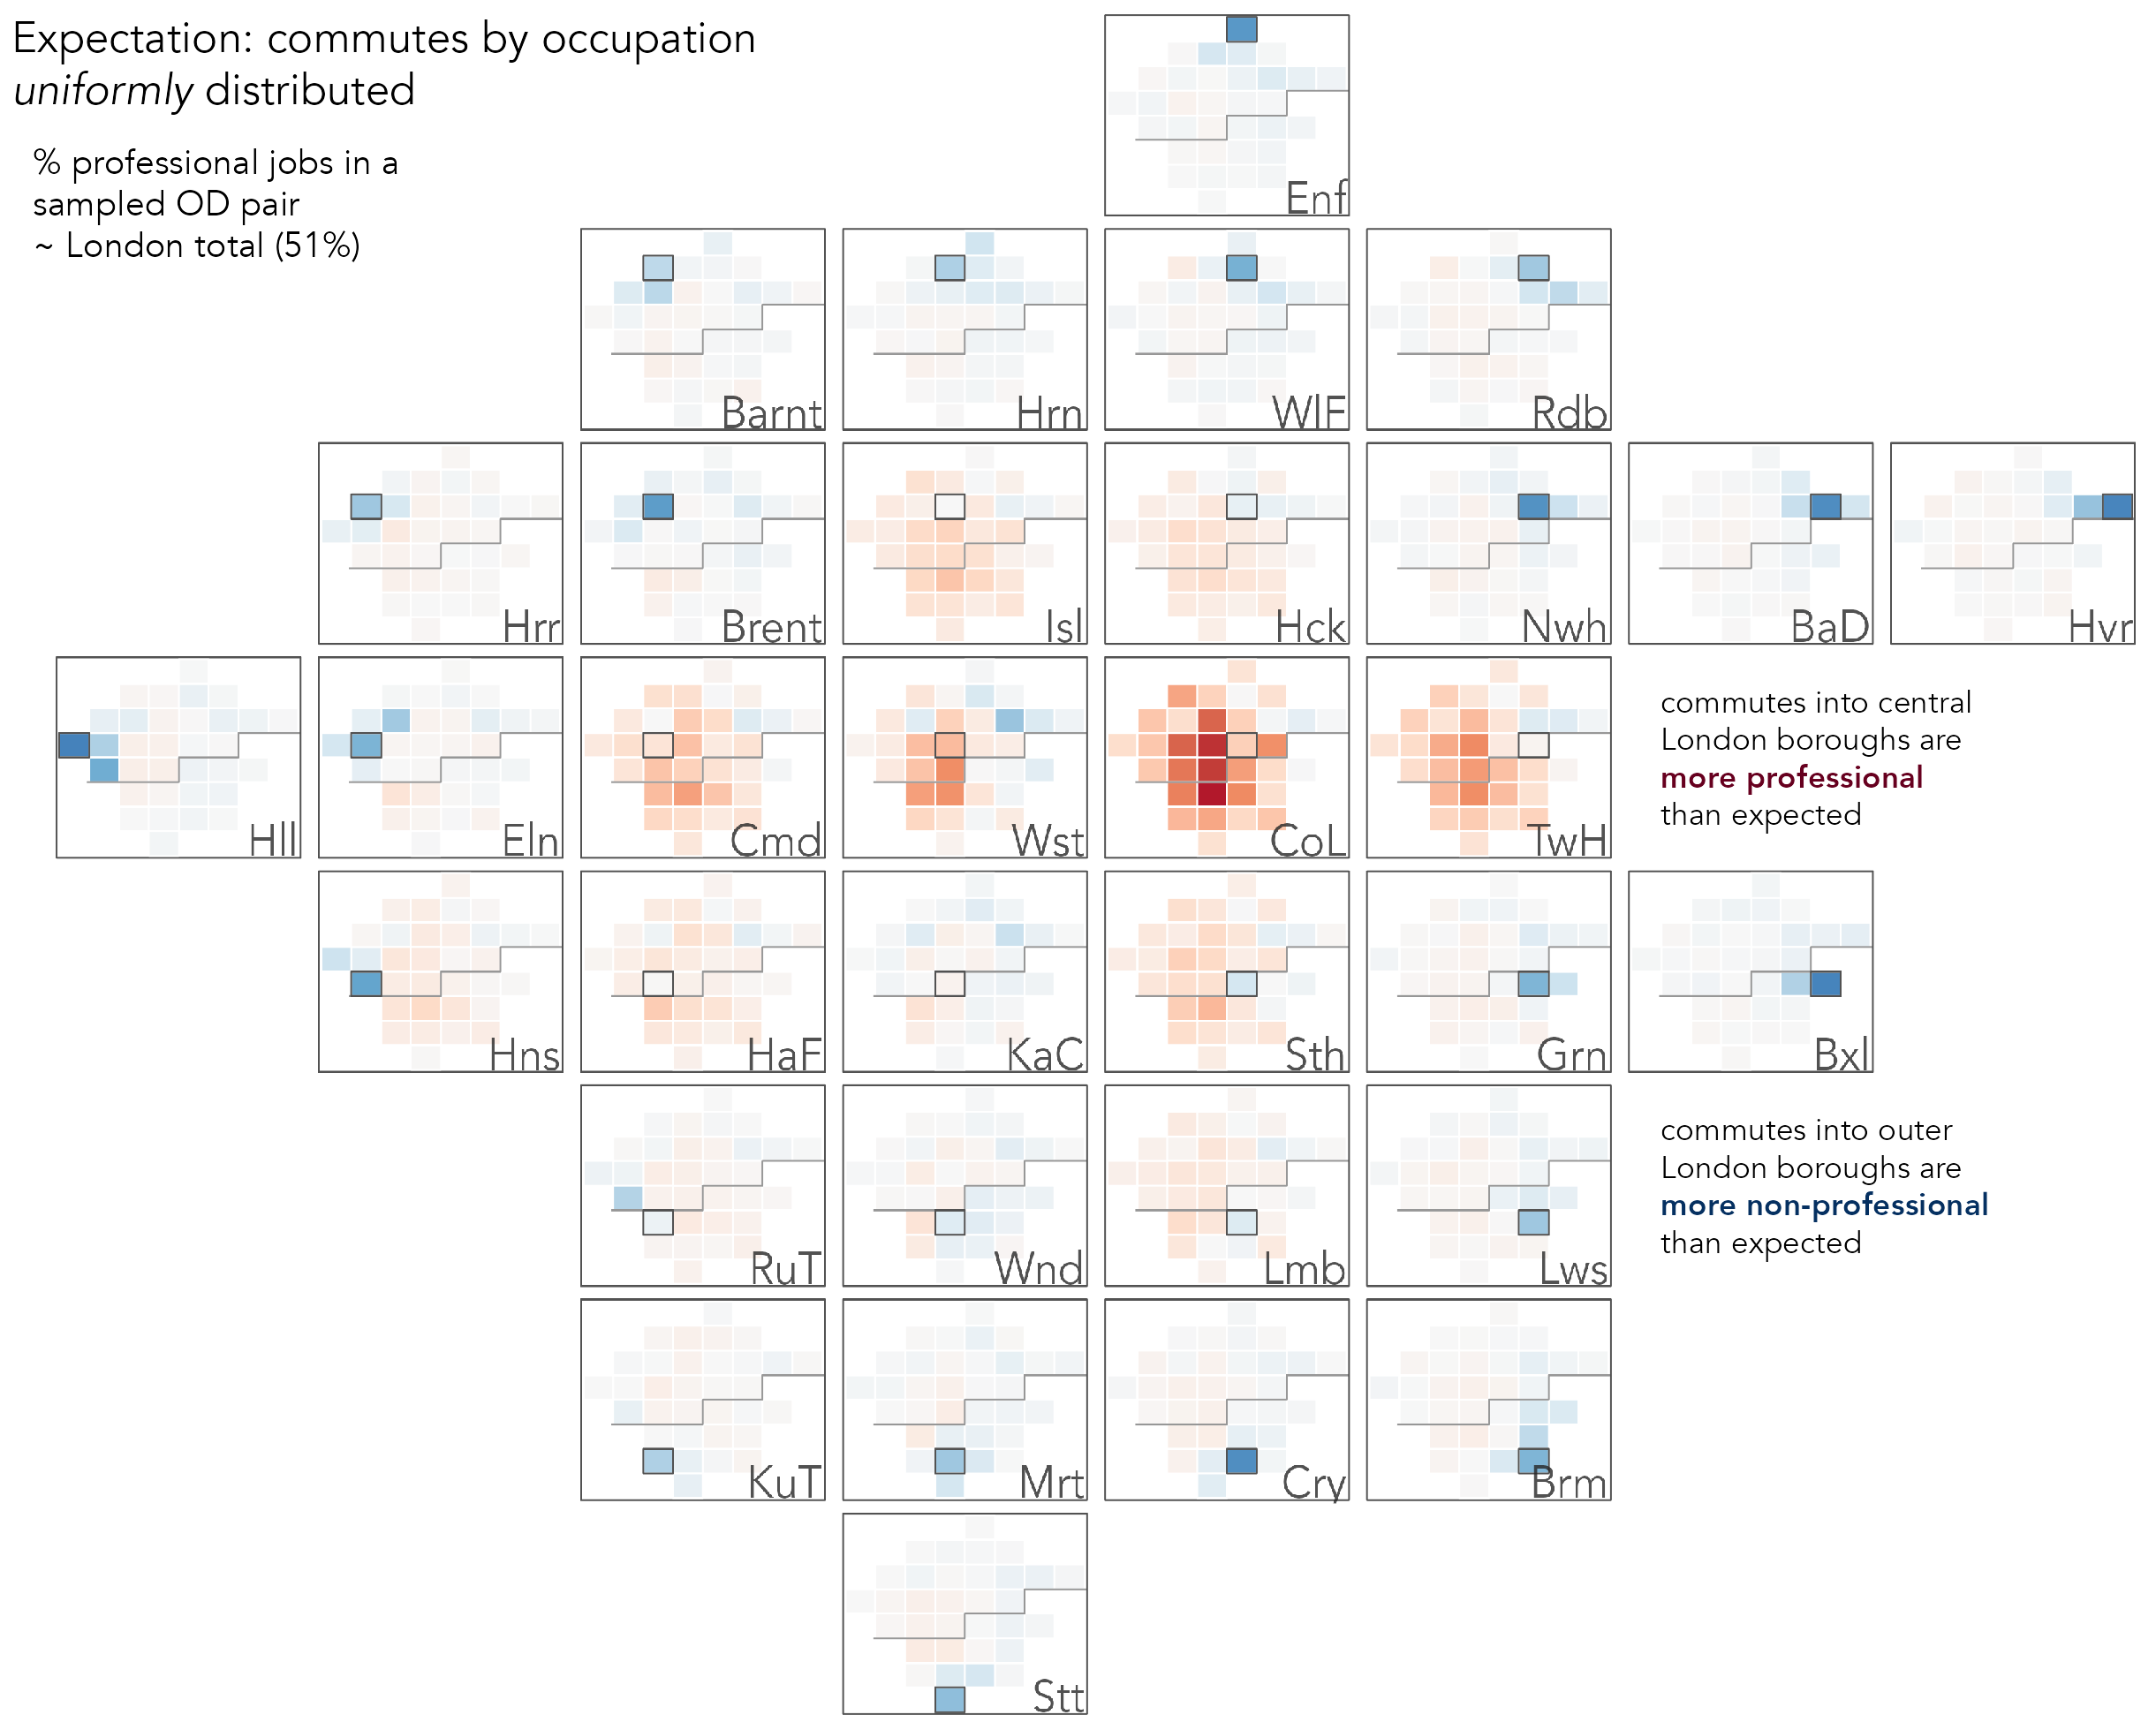 Expectation: commutes by occupation
uniformly distributed
% professional jobs in a
sampled OD pair
~ London total (51%)
Enf
Barnt
Hrn
WlF
Rdb
Hrr
Brent
Isl
Hck
Nwh
BaD
Hvr
Hll
Eln
Cmd
Wst
CoL
TwH
commutes into central
London boroughs are
more professional
than expected
Hns
HaF
KaC
Sth
Grn
Bxl
RuT
Wnd
Lmb
Lws
commutes into outer
London boroughs are
more non-professional
than expected
KuT
Mrt
Cry
Brm
Stt